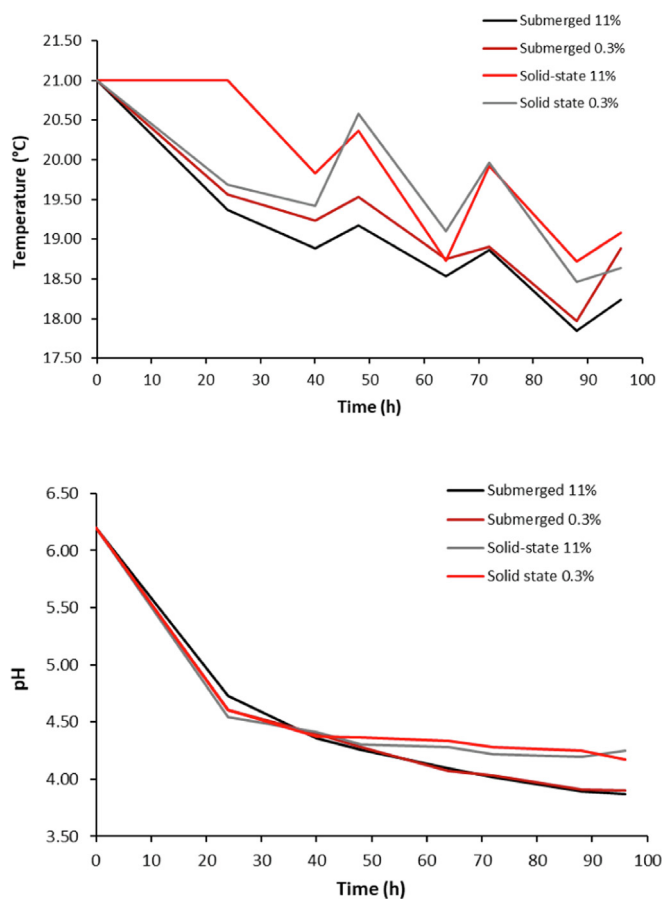 Submerged 11%
Submerged 0.3%
Solid-state 11%
Solid state 0.3%
21.50
21.00
20.50
20.00
19.50
19.00
18.50
18.00
17.50
Temperature (°C)
0 10 20 30 40 50 60 70 80 90 100
Time (h)
Submerged 11%
Submerged 0.3%
Solid-state 11%
Solid state 0.3%
6.50
6.00
5.50
5.00
4.50
4.00
3.50
pH
0 10 20 30 40 50 60 70 80 90 100
Time (h)